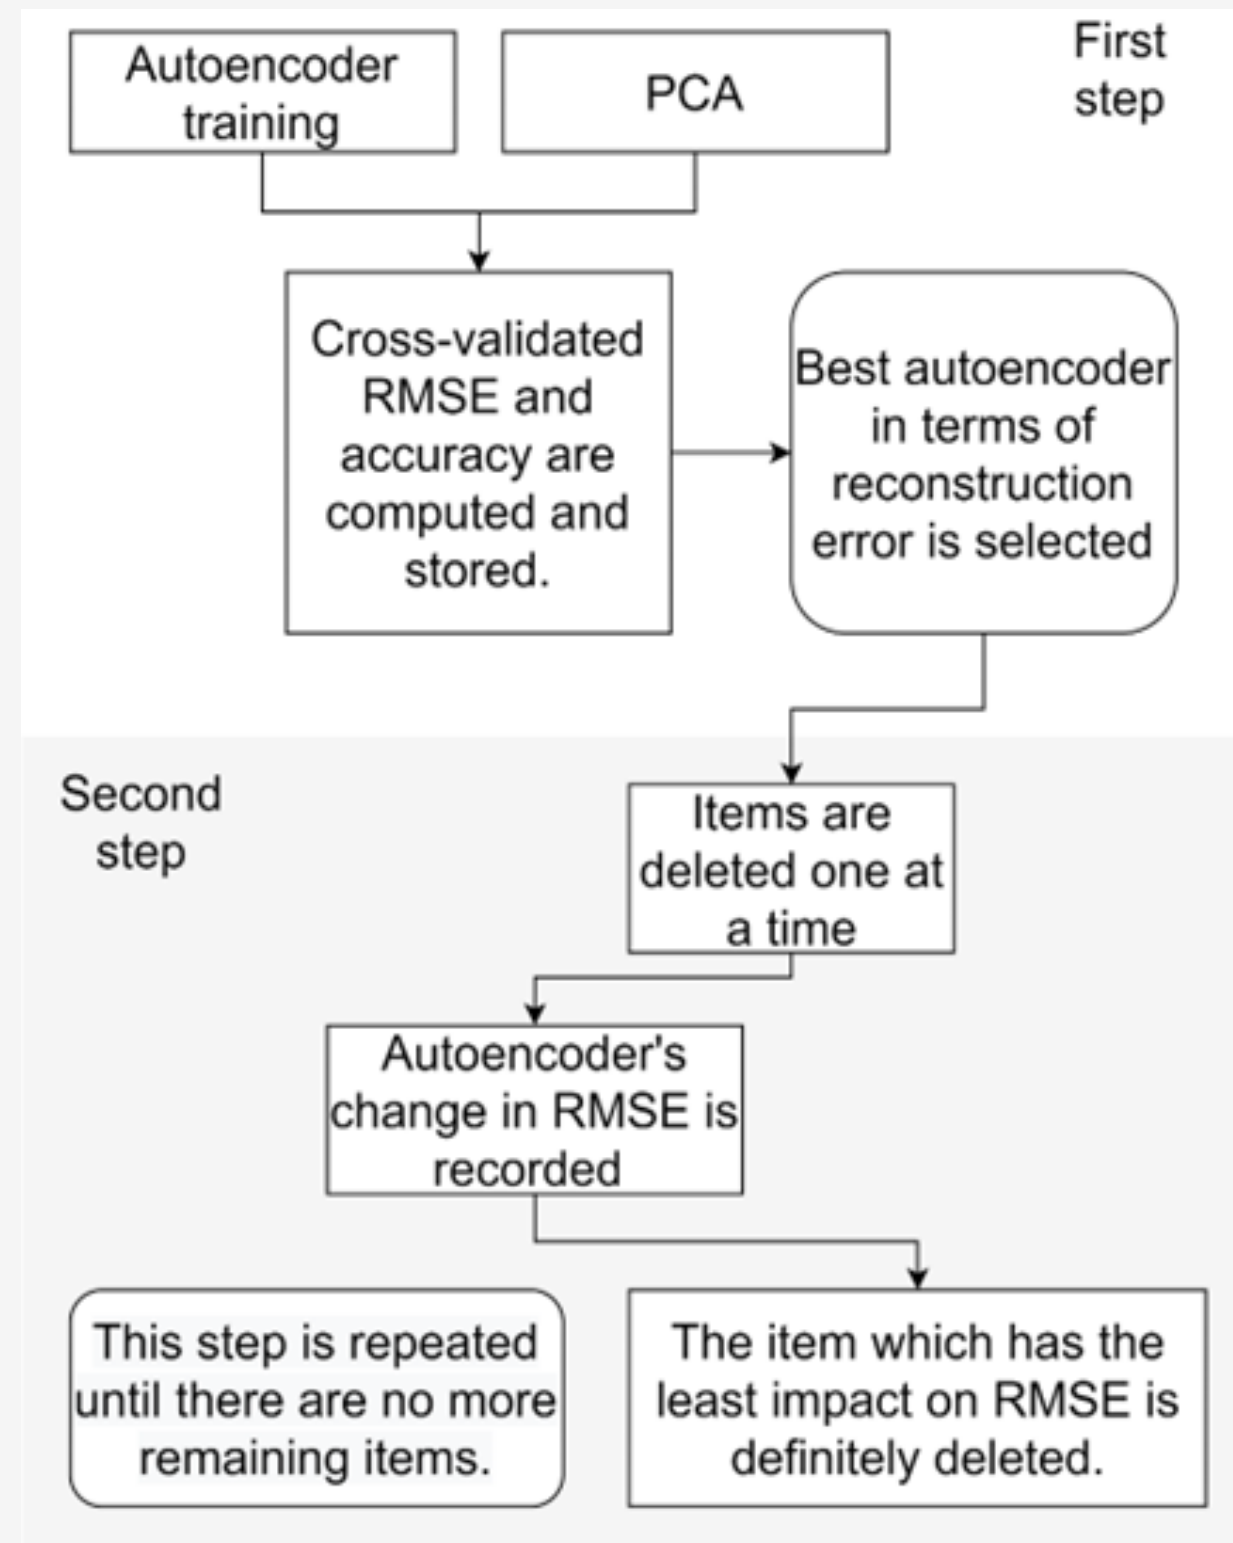 First
step
Autoencoder
training
PCA
Cross-validated
RMSE and
accuracy are
computed and
stored.
Best autoencoder
in terms of
reconstruction
error is selected
Second
step
Items are
deleted one at
a time
Autoencoder's
change in RMSE is
recorded
The item which has the
least impact on RMSE is
definitely deleted.
This step is repeated
until there are no more
remaining items.